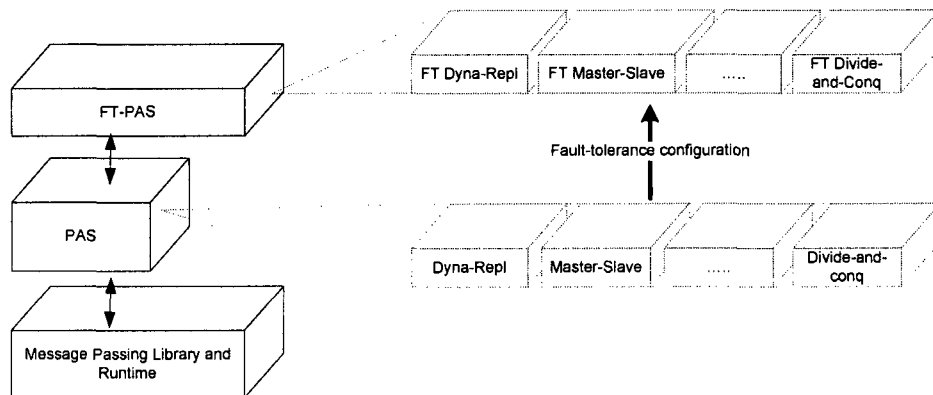 FT Dyna-Repl
FT Master-Slave
.....
FT Divide-
and-Conq
FT-PAS
Fault-tolerance configuration
PAS
Dyna-Repl
Master-Slave
.....
Divide-and-
conq
Message Passing Library and
Runtime